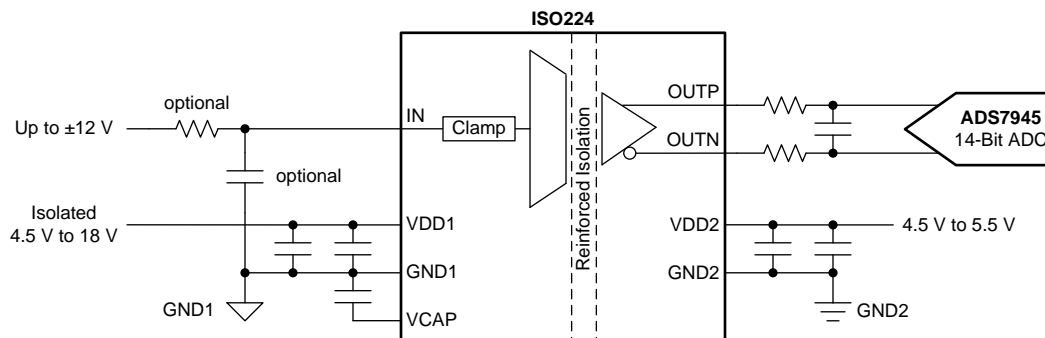 ISO224
optional
Up to ±12 V
IN
Clamp
OUTP
OUTN
ADS7945
14-Bit ADC
optional
Reinforced Isolation
Isolated
4.5 V to 18 V
VDD1
VDD2
4.5 V to 5.5 V
GND1
GND2
GND1
VCAP
GND2